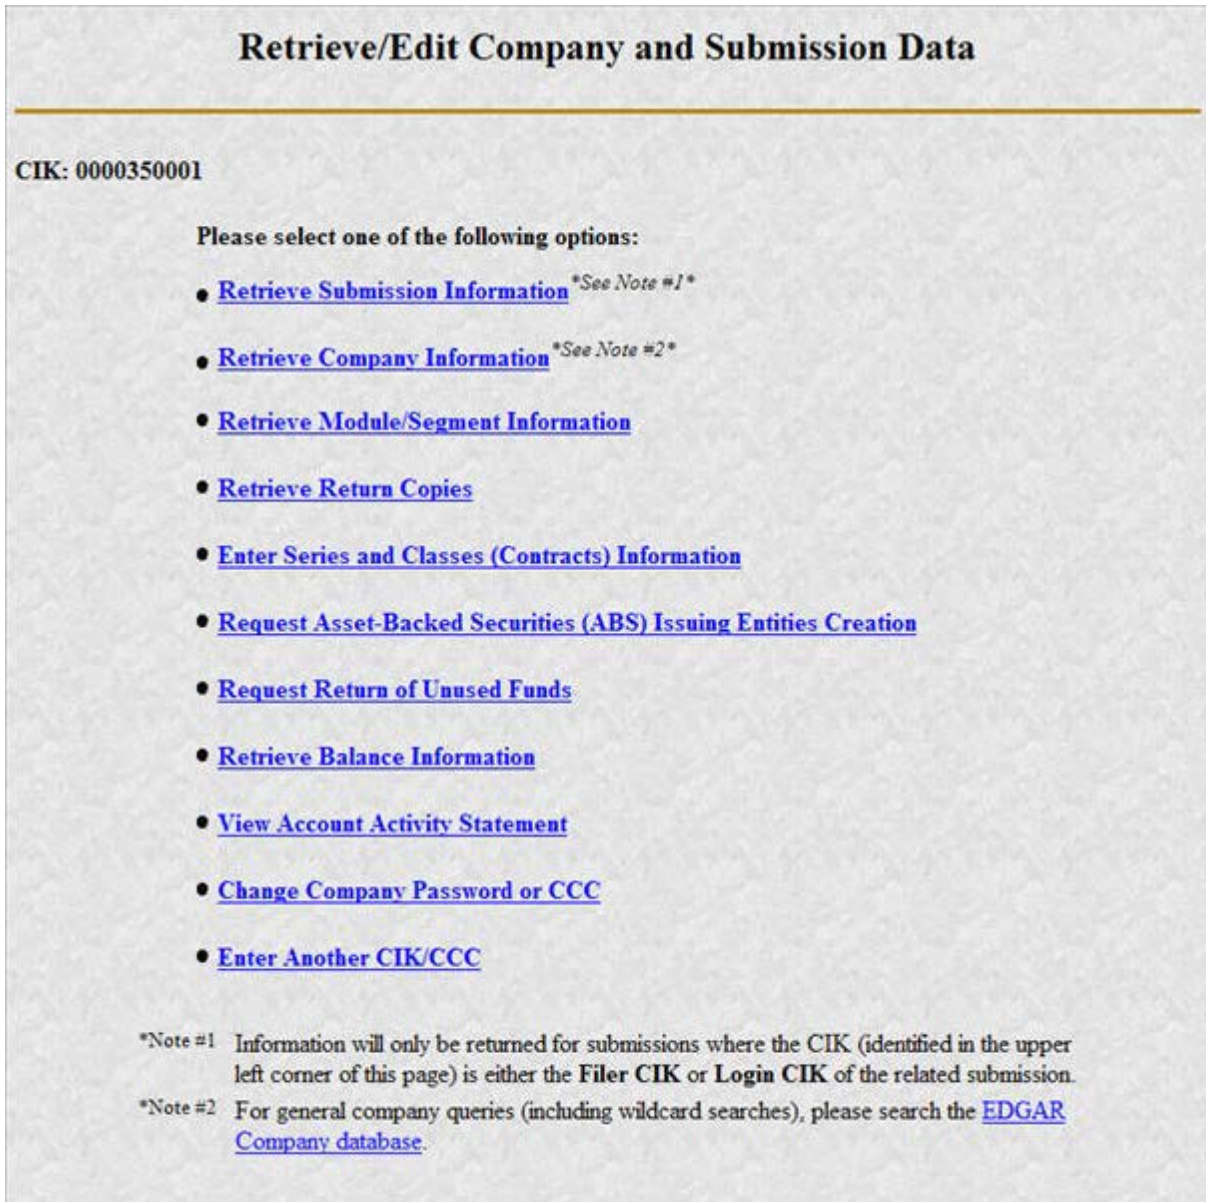 Retrieve/Edit Company and Submission Data
CIK: 0000350001
Please select one of the following options:
• Retrieve Submission Information *See Note #1*
• Retrieve Company Information *See Note #2*
• Retrieve Module/Segment Information
• Retrieve Return Copies
• Enter Series and Classes (Contracts) Information
• Request Asset-Backed Securities (ABS) Issuing Entities Creation
• Request Return of Unused Funds
• Retrieve Balance Information
• View Account Activity Statement
• Change Company Password or CCC
• Enter Another CIK/CCC
*Note #1 Information will only be returned for submissions where the CIK (identified in the upper
left corner of this page) is either the Filer CIK or Login CIK of the related submission.
*Note #2 For general company queries (including wildcard searches), please search the EDGAR
Company database.